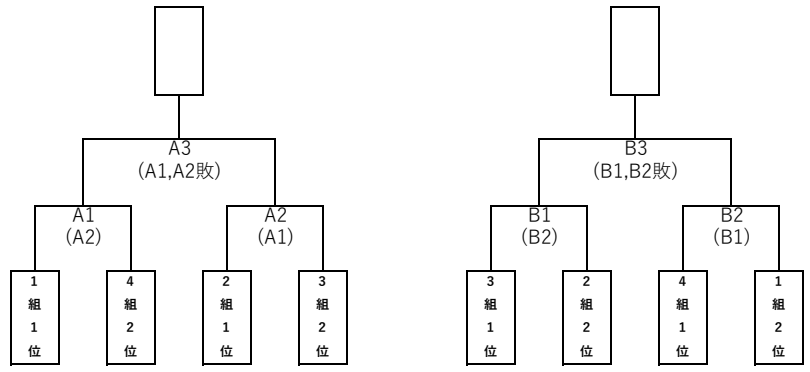 A3
(A1,A2敗)
A1
(A2)
A2
(A1)
1組1位
4組2位
2組1位
3組2位
B3
(B1,B2敗)
B1
(B2)
B2
(B1)
3組1位
2組2位
4組1位
1組2位